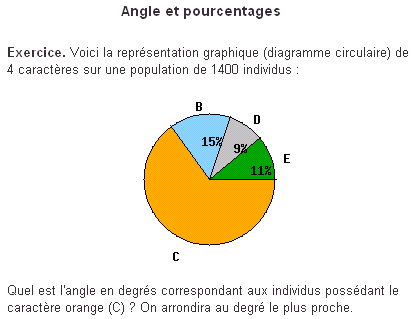 Angle et pourcentages
Exercice. Voici la représentation graphique (diagramme circulaire) de
4 caractères sur une population de 1400 individus :
B
D
15%
9%
E
11%
C
Quel est l'angle en degrés correspondant aux individus possédant le
caractère orange (C) ? On arrondira au degré le plus proche.